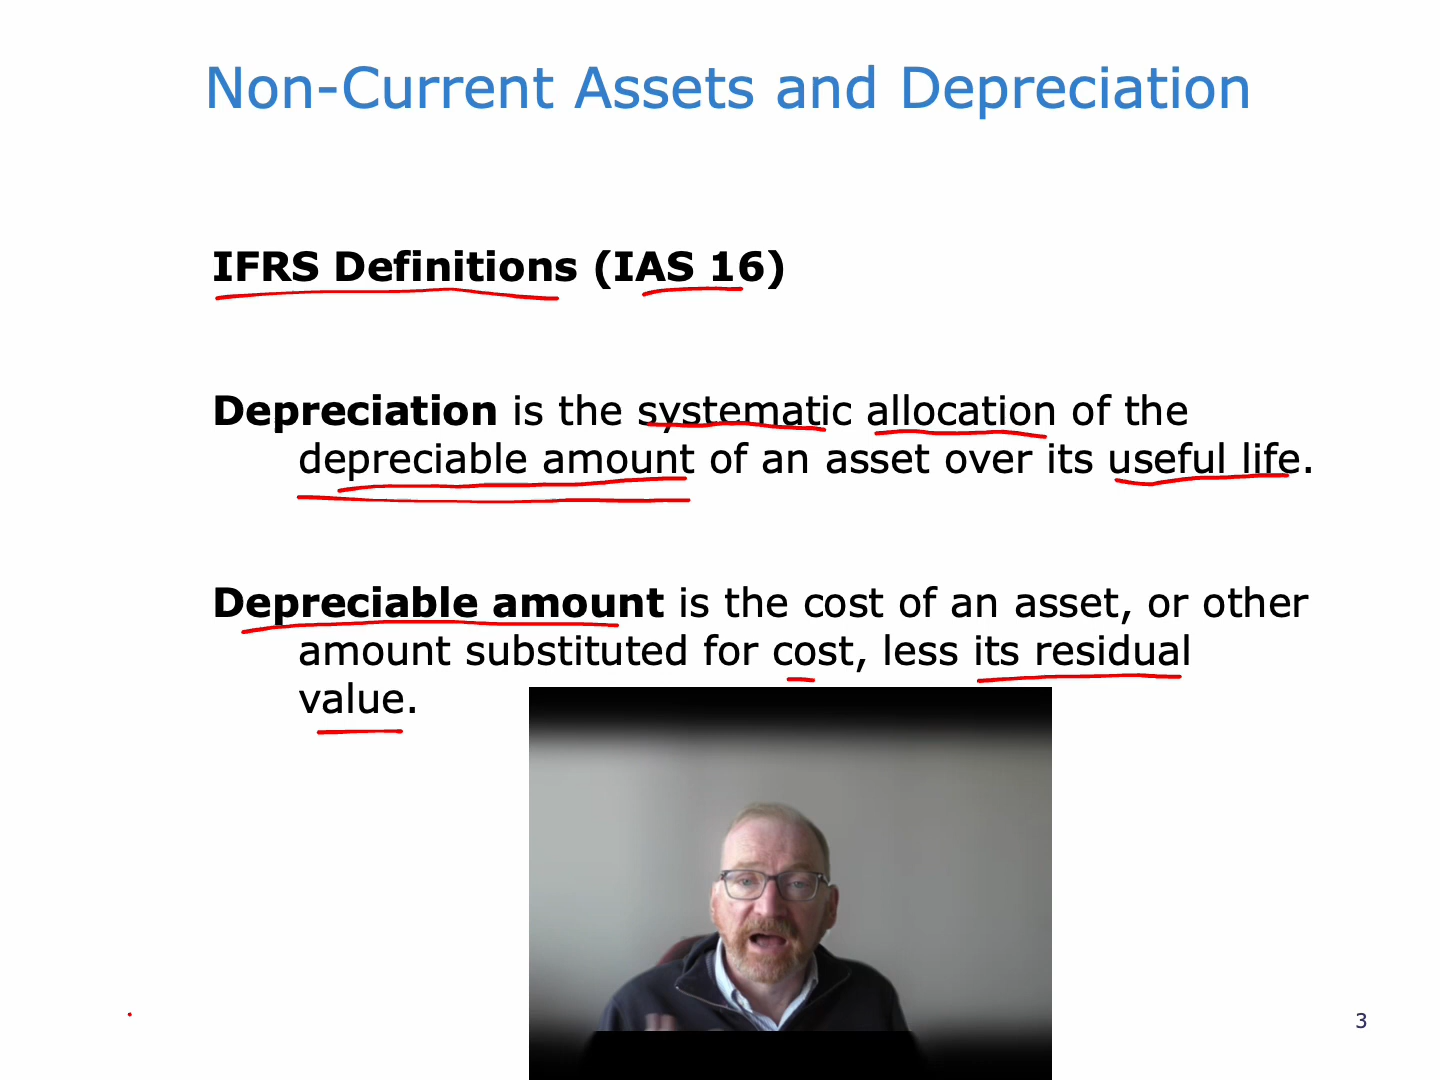 Non-Current Assets and Depreciation
IFRS Definitions (IAS 16)
Depreciation is the systematic allocation of the
depreciable amount of an asset over its useful life.
Depreciable amount is the cost of an asset, or other
amount substituted for cost, less its residual
value.
3